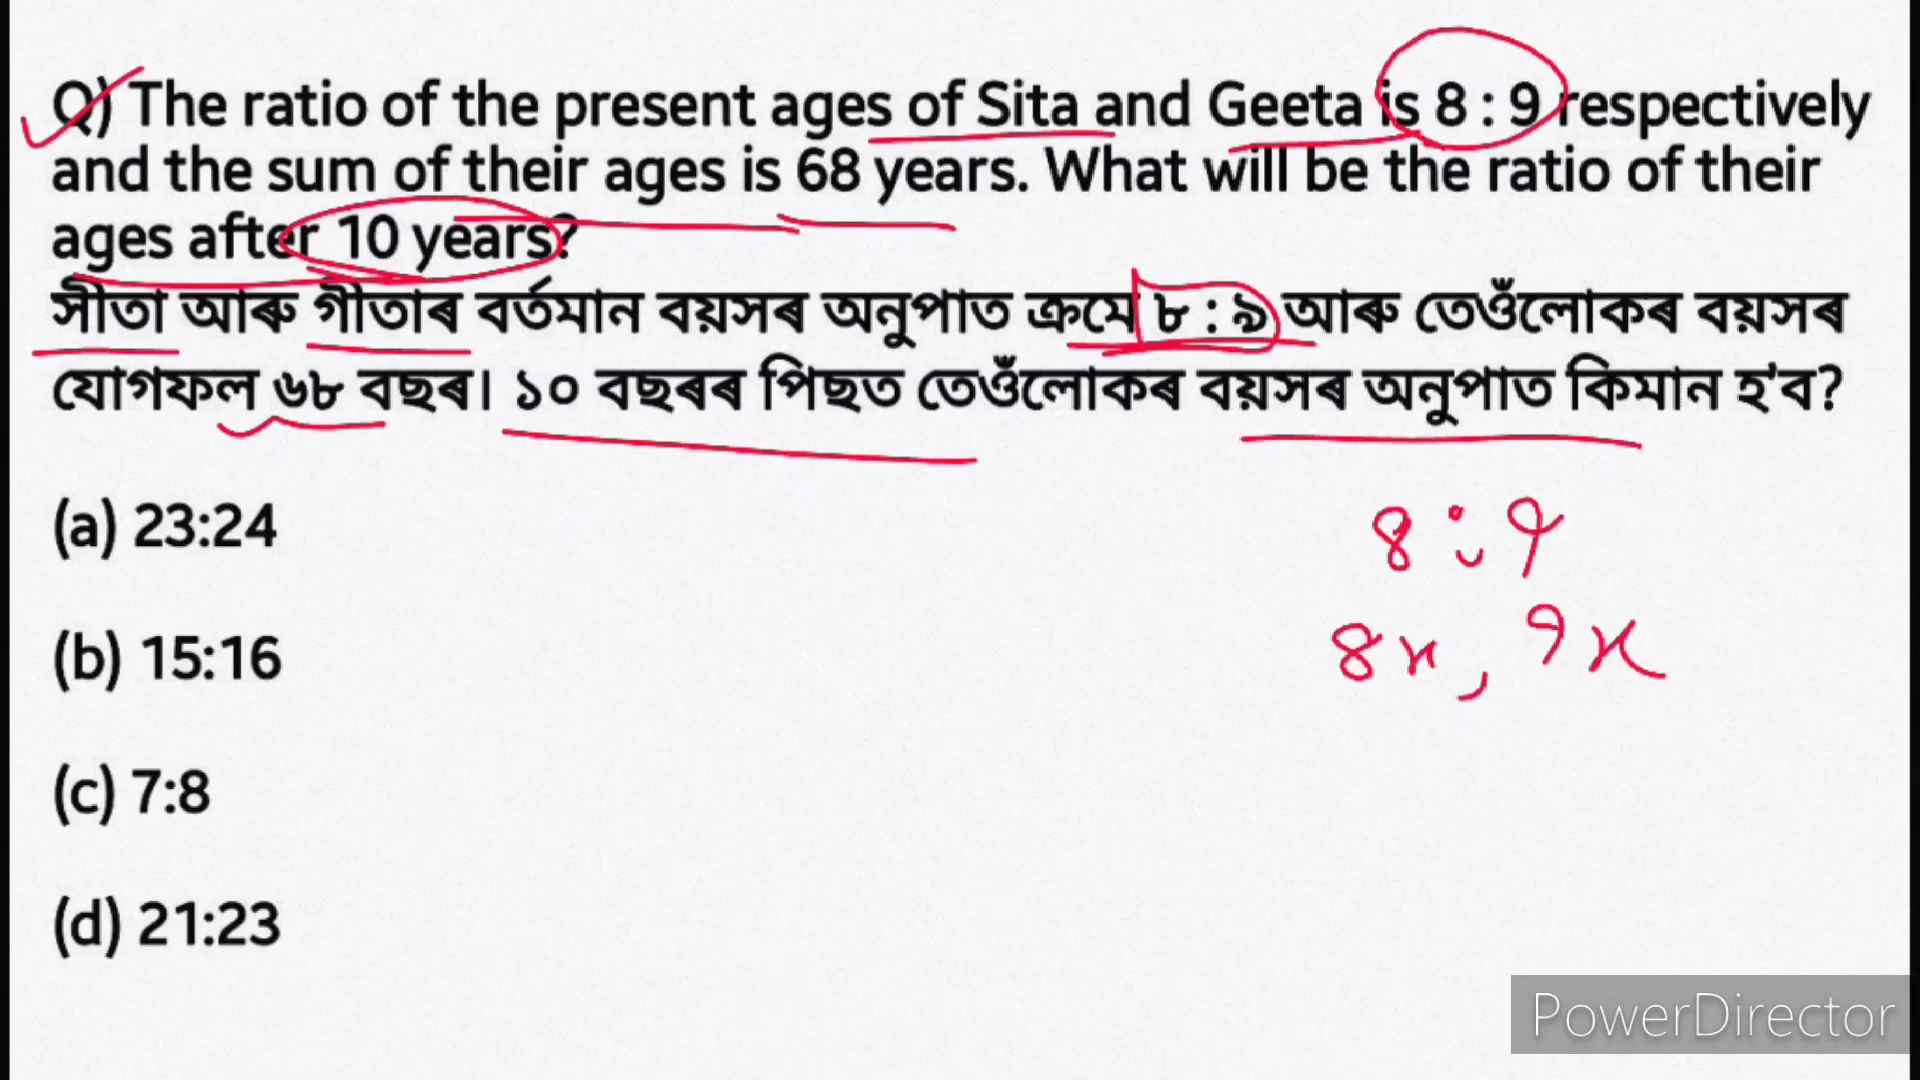 Q) The ratio of the present ages of Sita and Geeta is 8 : 9 respectively
and the sum of their ages is 68 years. What will be the ratio of their
ages after 10 years?
সীতা আৰু গীতাৰ বৰ্তমান বয়সৰ অনুপাত ক্ৰমে ৮ : ৯ আৰু তেওঁলোকৰ বয়সৰ
যোগফল ৬৮ বছৰ। ১০ বছৰৰ পিছত তেওঁলোকৰ বয়সৰ অনুপাত কিমান হ'ব?
(a) 23:24
8 : 9
(b) 15:16
8x, 9x
(c) 7:8
(d) 21:23
PowerDirector